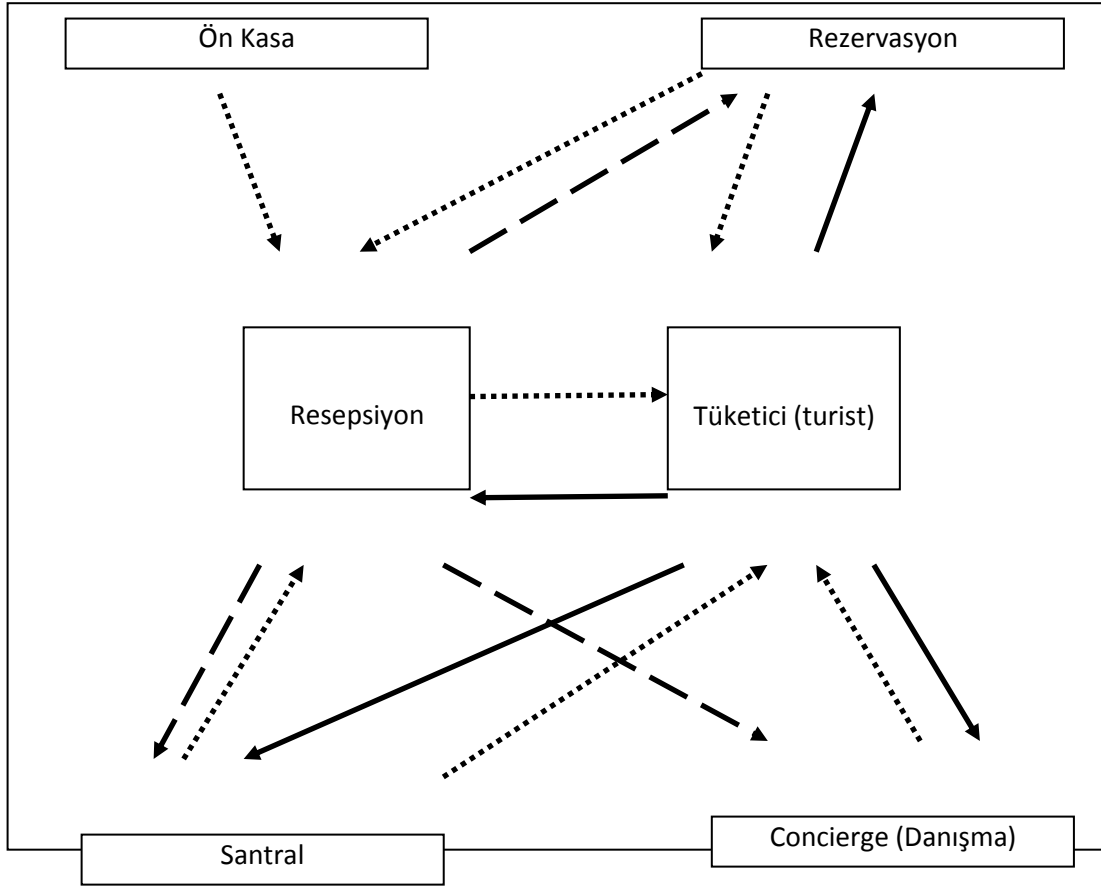 Ön Kasa
Rezervasyon
Resepsiyon
Tüketici (turist)
Santral
Concierge (Danışma)